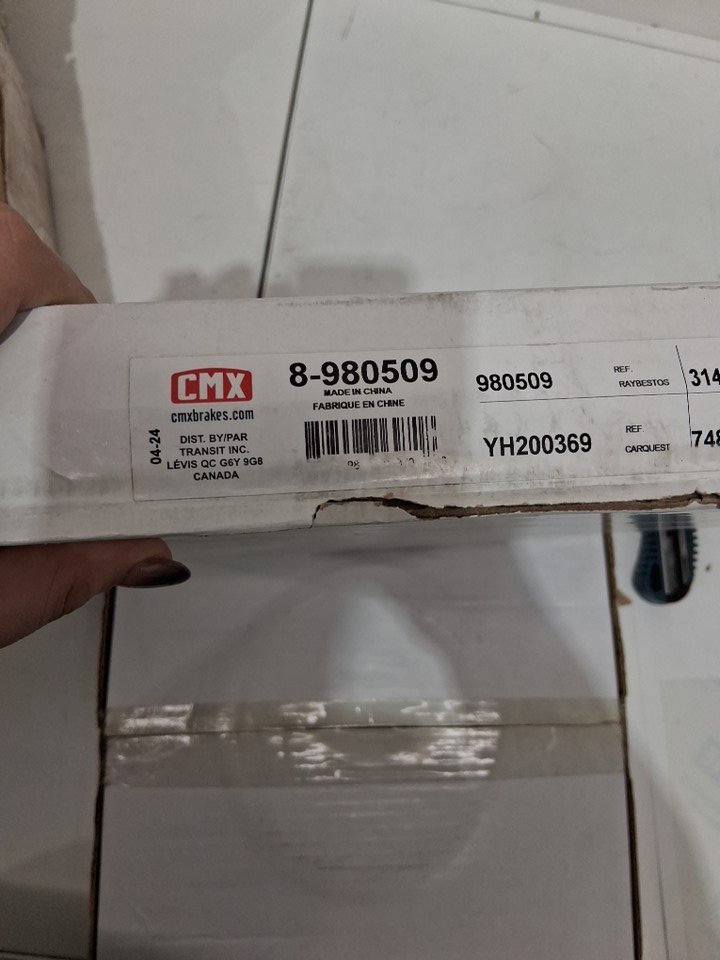 CMX
cmxbrakes.com
04-24
DIST. BY/PAR
TRANSIT INC.
LÉVIS QC G6Y 9G8
CANADA
8-980509
MADE IN CHINA
FABRIQUE EN CHINE
980509
REF.
RAYBESTOS
314
YH200369
REF
CARQUEST
748